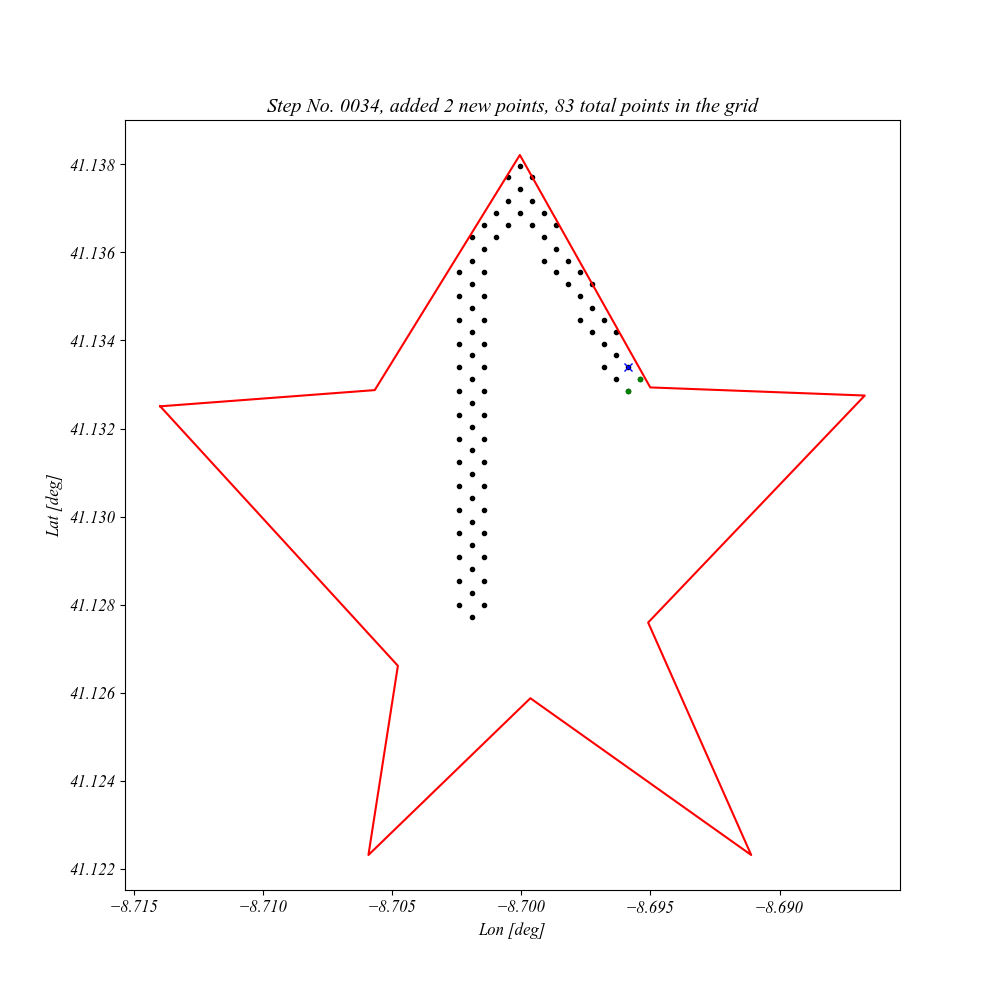 Step No. 0034, added 2 new points, 83 total points in the grid
41.138
41.136
41.134
41.132
41.130
41.128
41.126
41.124
41.122
Lat [deg]
−8.715 −8.710 −8.705 −8.700 −8.695 −8.690
Lon [deg]